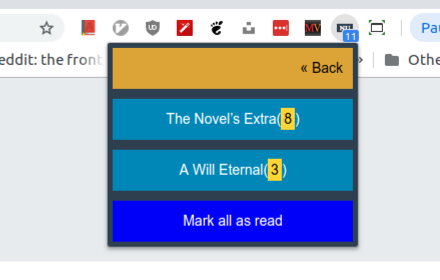 Pau
11
eddit: the front
Othe
« Back
The Novel's Extra(8)
A Will Eternal(3)
Mark all as read